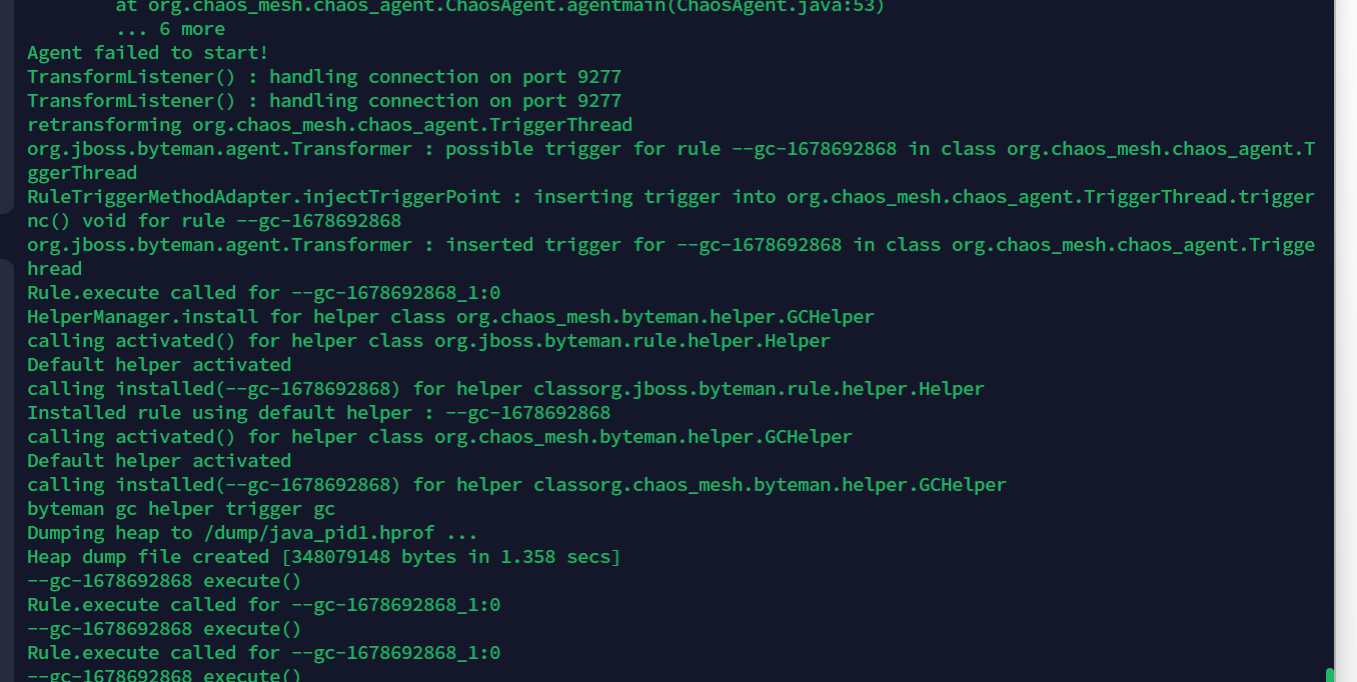 at org.chaos_mesh.chaos_agent.ChaosAgent.agentmain(ChaosAgent.java:53)
... 6 more
Agent failed to start!
TransformListener() : handling connection on port 9277
TransformListener() : handling connection on port 9277
retransforming org.chaos_mesh.chaos_agent.TriggerThread
org.jboss.byteman.agent.Transformer : possible trigger for rule --gc-1678692868 in class org.chaos_mesh.chaos_agent.T
ggerThread
RuleTriggerMethodAdapter.injectTriggerPoint : inserting trigger into org.chaos_mesh.chaos_agent.TriggerThread.trigger
nc() void for rule --gc-1678692868
org.jboss.byteman.agent.Transformer : inserted trigger for --gc-1678692868 in class org.chaos_mesh.chaos_agent.Trigge
hread
Rule.execute called for --gc-1678692868_1:0
HelperManager.install for helper class org.chaos_mesh.byteman.helper.GCHelper
calling activated() for helper class org.jboss.byteman.rule.helper.Helper
Default helper activated
calling installed(--gc-1678692868) for helper classorg.jboss.byteman.rule.helper.Helper
Installed rule using default helper : --gc-1678692868
calling activated() for helper class org.chaos_mesh.byteman.helper.GCHelper
Default helper activated
calling installed(--gc-1678692868) for helper classorg.chaos_mesh.byteman.helper.GCHelper
byteman gc helper trigger gc
Dumping heap to /dump/java_pid1.hprof ...
Heap dump file created [348079148 bytes in 1.358 secs]
--gc-1678692868 execute()
Rule.execute called for --gc-1678692868_1:0
--gc-1678692868 execute()
Rule.execute called for --gc-1678692868_1:0
--gc-1678692868 execute()